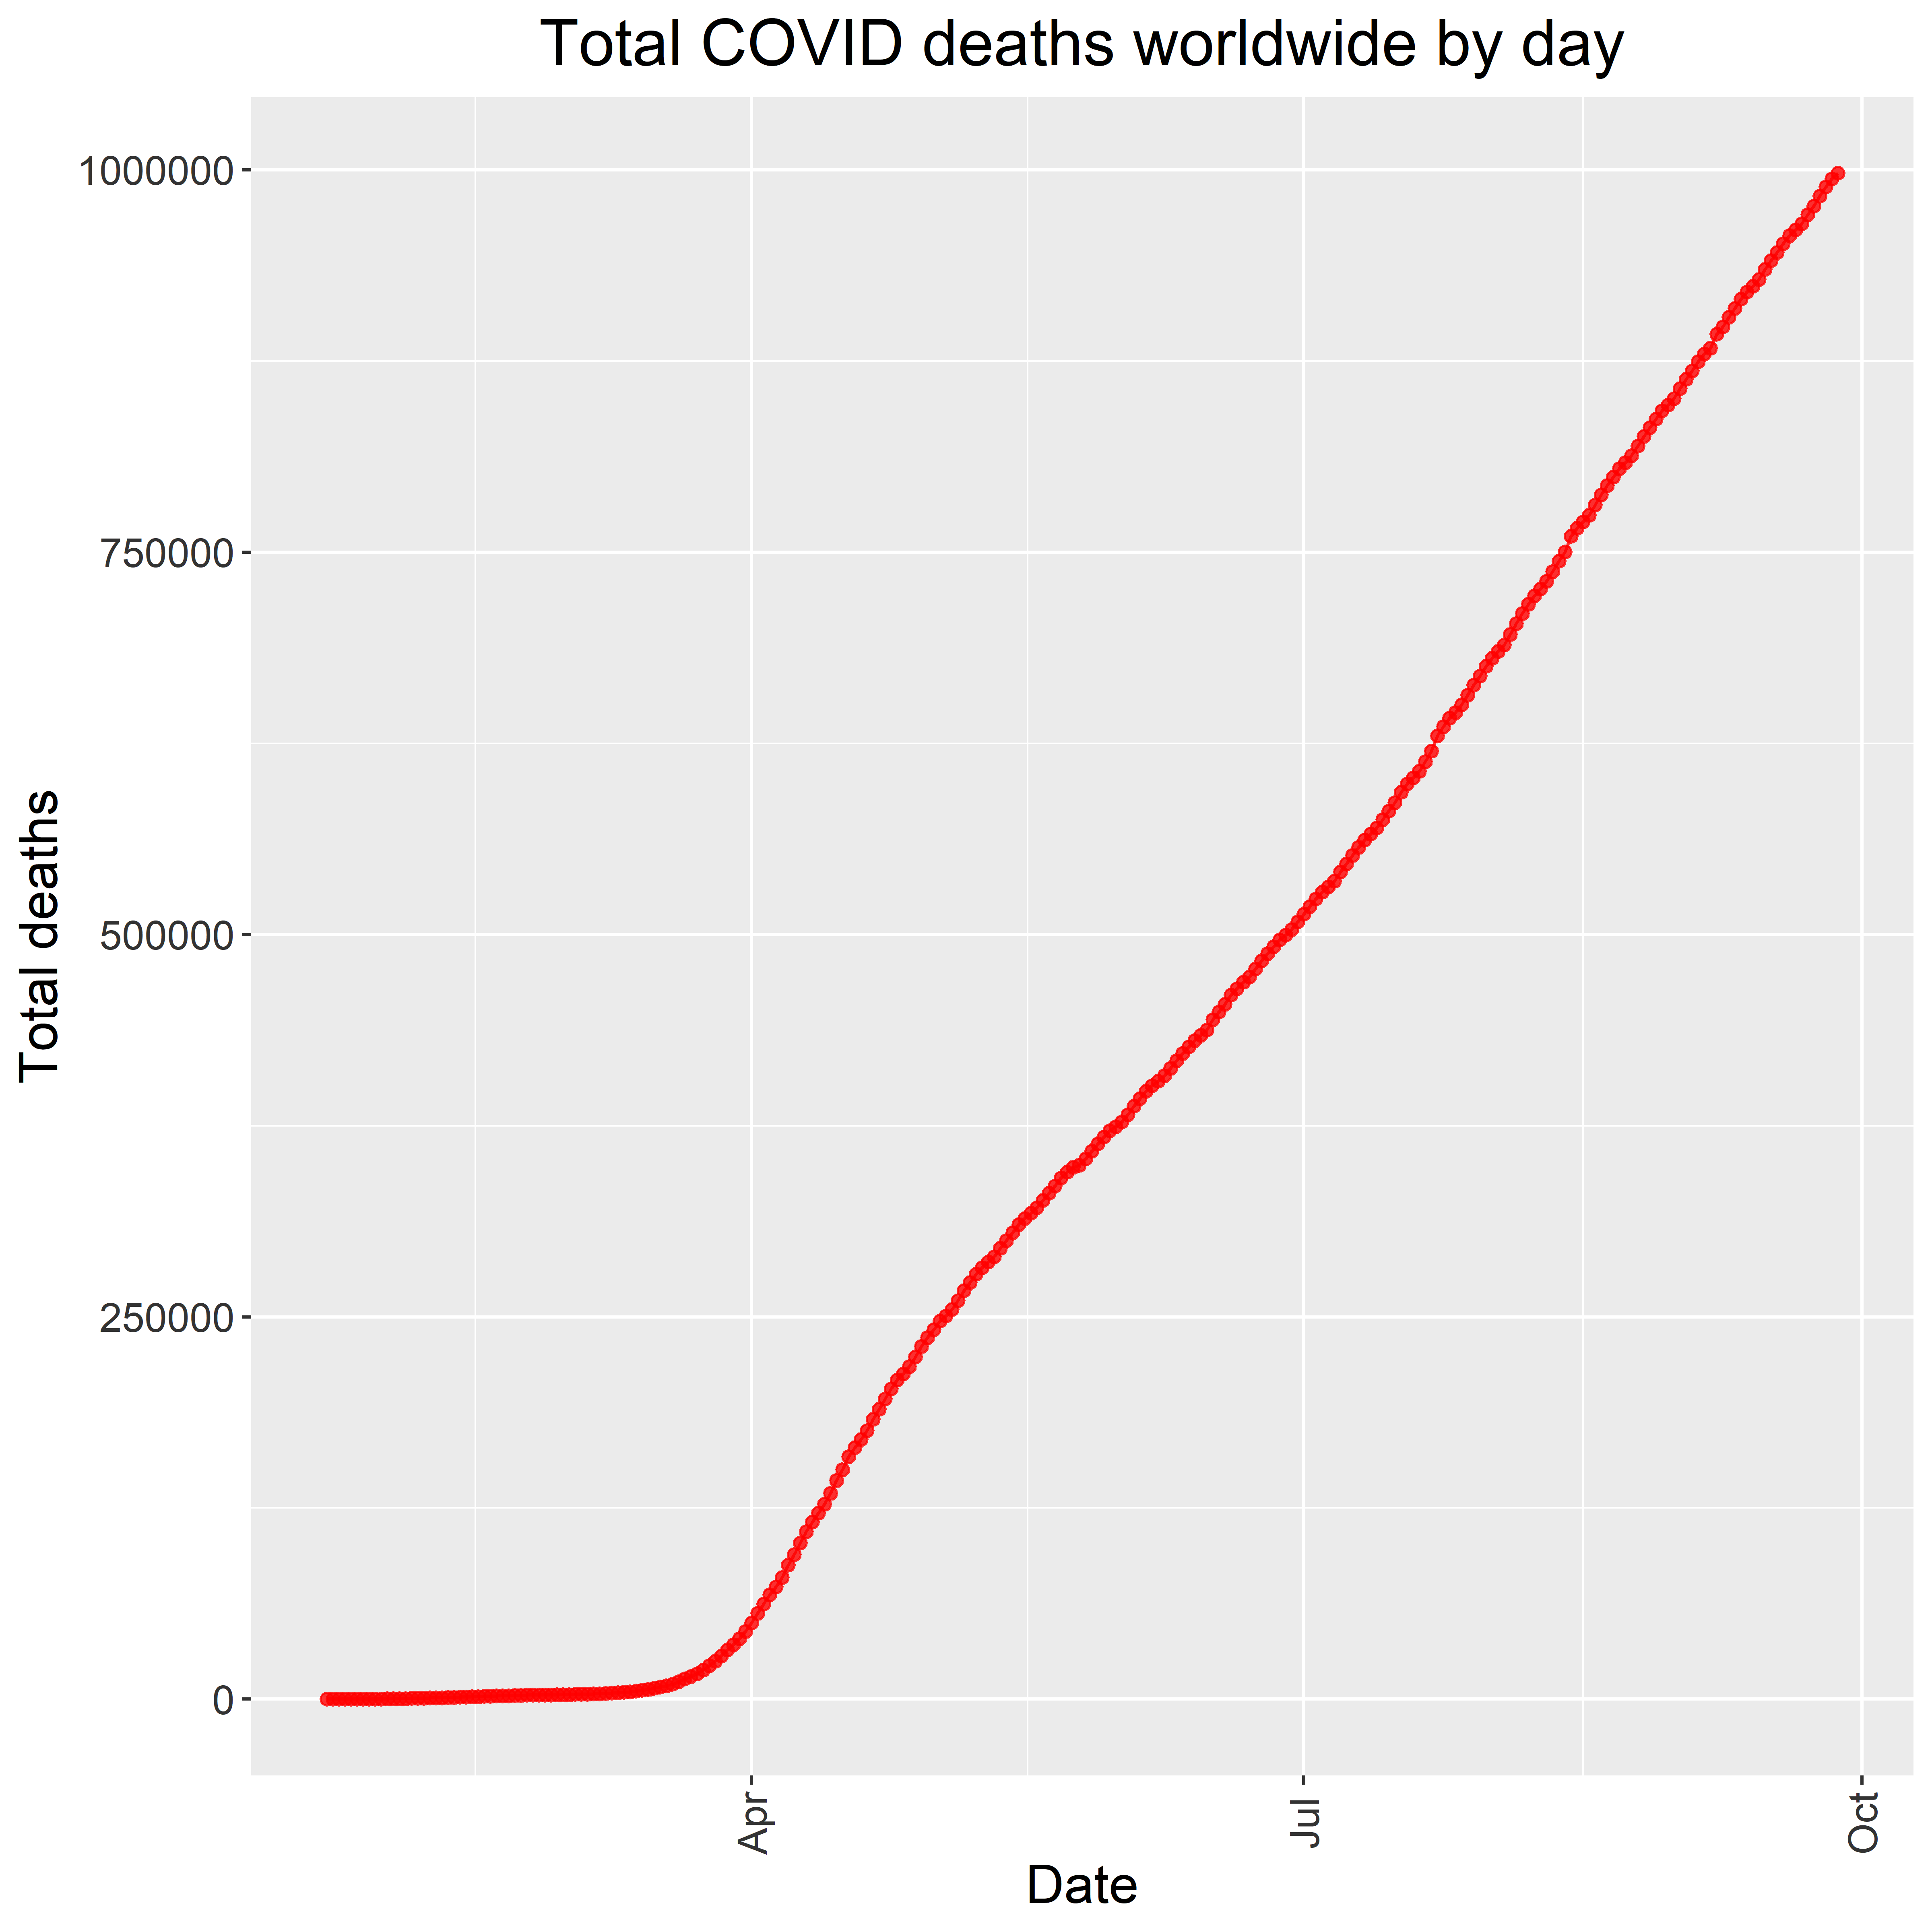 Total COVID deaths worldwide by day
Total deaths
1000000
750000
500000
250000
0
Apr
Jul
Oct
Date